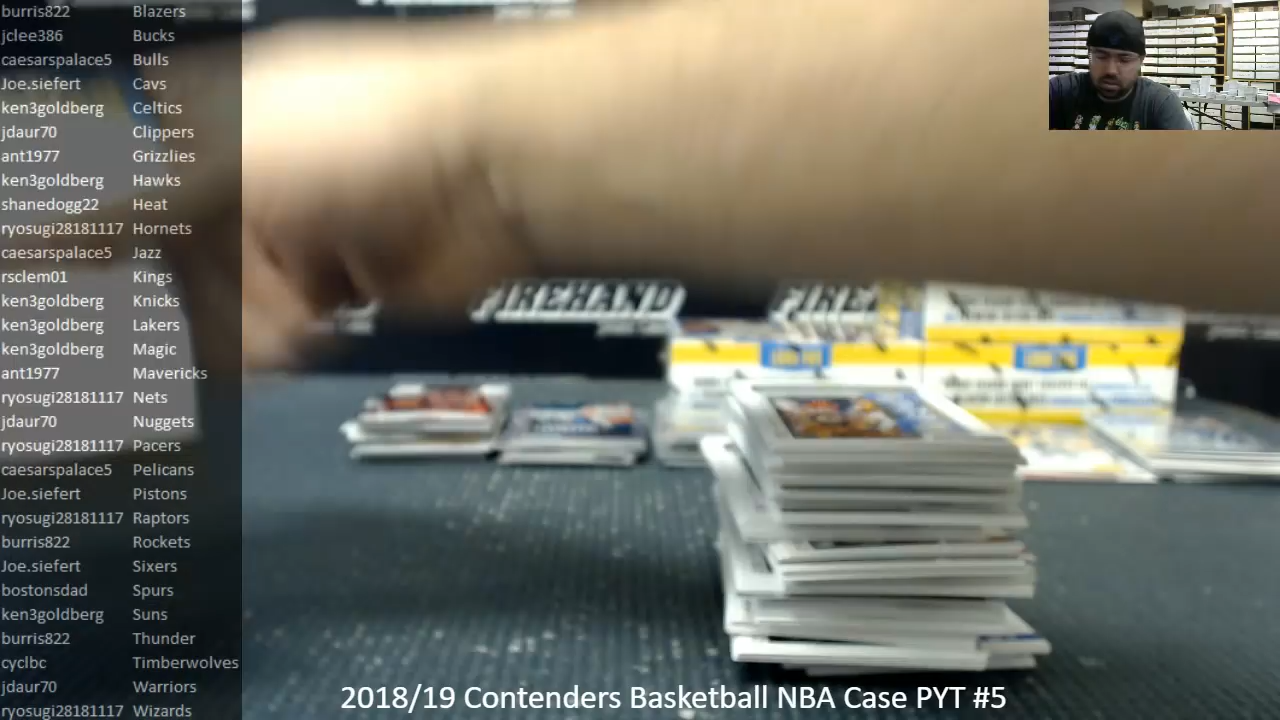 burris822 Blazers
jclee386 Bucks
caesarspalace5 Bulls
Joe.siefert Cavs
ken3goldberg Celtics
jdaur70 Clippers
ant1977 Grizzlies
ken3goldberg Hawks
shanedogg22 Heat
ryosugi28181117 Hornets
caesarspalace5 Jazz
rsclem01 Kings
ken3goldberg Knicks
ken3goldberg Lakers
ken3goldberg Magic
ant1977 Mavericks
ryosugi28181117 Nets
jdaur70 Nuggets
ryosugi28181117 Pacers
caesarspalace5 Pelicans
Joe.siefert Pistons
ryosugi28181117 Raptors
burris822 Rockets
Joe.siefert Sixers
bostonsdad Spurs
ken3goldberg Suns
burris822 Thunder
cyclbc Timberwolves
jdaur70 Warriors
ryosugi28181117 Wizards
FIREHAND FIRE
2018/19 Contenders Basketball NBA Case PYT #5